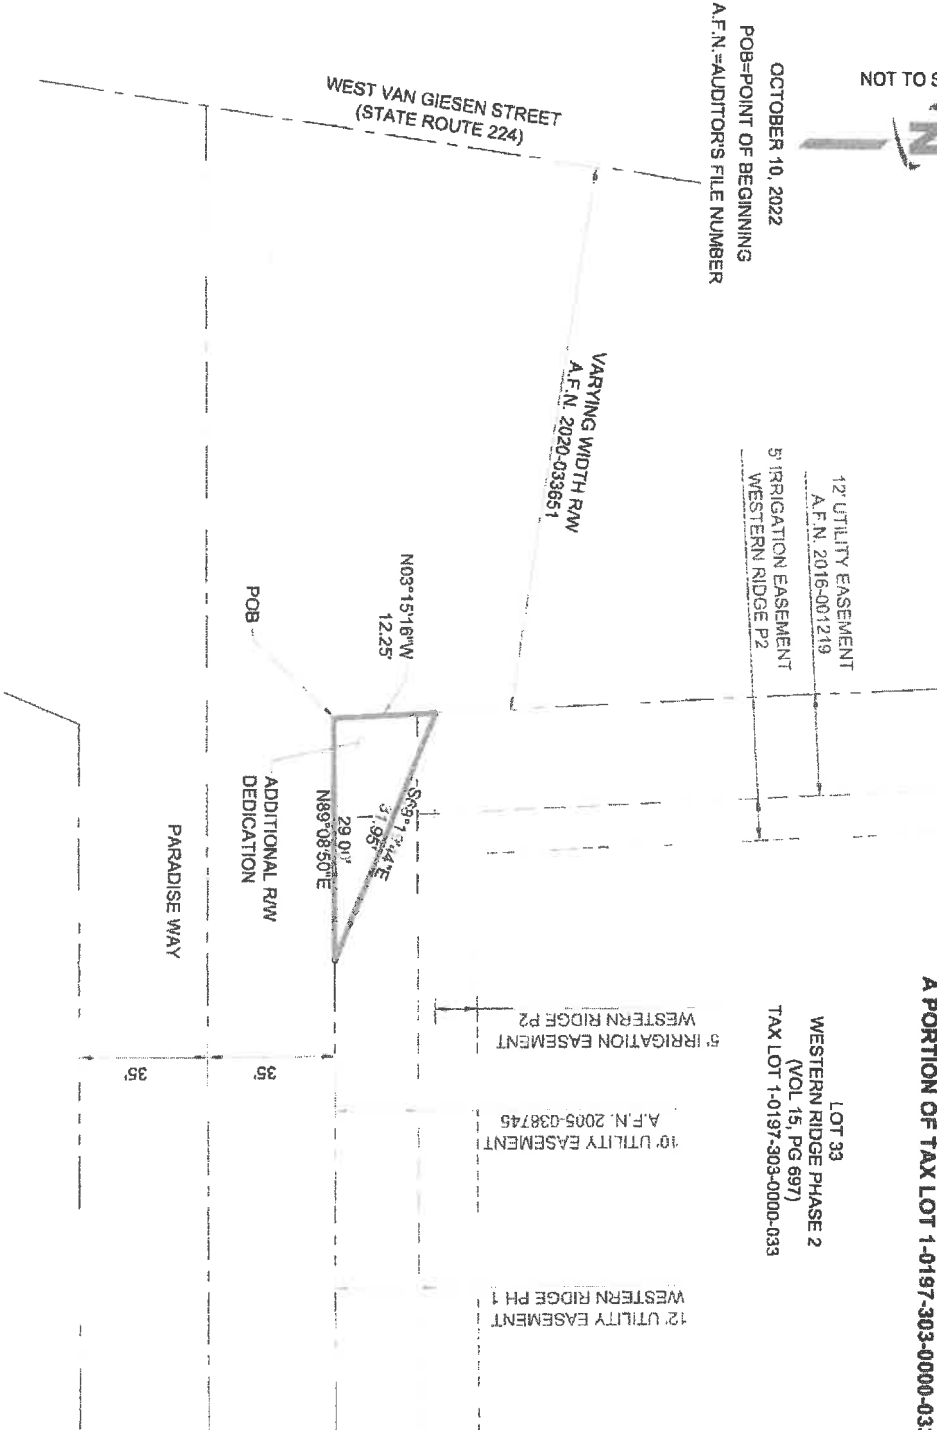 A PORTION OF TAX LOT 1-0197-303-0000-03
NOT TO S
N
OCTOBER 10, 2022
POB=POINT OF BEGINNING
A.F.N.=AUDITOR'S FILE NUMBER
WEST VAN GIESEN STREET
(STATE ROUTE 224)
VARYING WIDTH R/W
A.F.N. 2020-033651
12' UTILITY EASEMENT
A.F.N. 2016-001219
5' IRRIGATION EASEMENT
WESTERN RIDGE P2
N03°15'16"W
12.25'
POB
31.95'
29.00'
N89°08'50"E
ADDITIONAL R/W
DEDICATION
PARADISE WAY
LOT 33
WESTERN RIDGE PHASE 2
(VOL 15, PG 697)
TAX LOT 1-0197-303-0000-033
5' IRRIGATION EASEMENT
WESTERN RIDGE P2
10' UTILITY EASEMENT
A.F.N. 2005-038745
12' UTILITY EASEMENT
WESTERN RIDGE PH 1
35'
35'